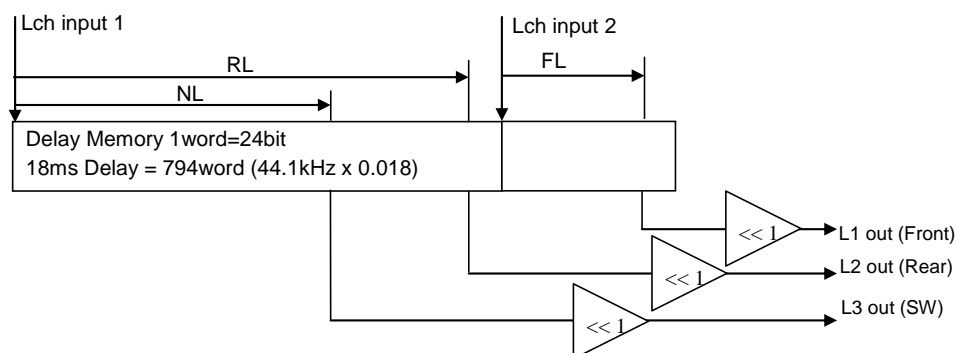 Lch input 1
Lch input 2
RL
FL
NL
Delay Memory 1word=24bit
18ms Delay = 794word (44.1kHz x 0.018)
<< 1
L1 out (Front)
<< 1
L2 out (Rear)
<< 1
L3 out (SW)